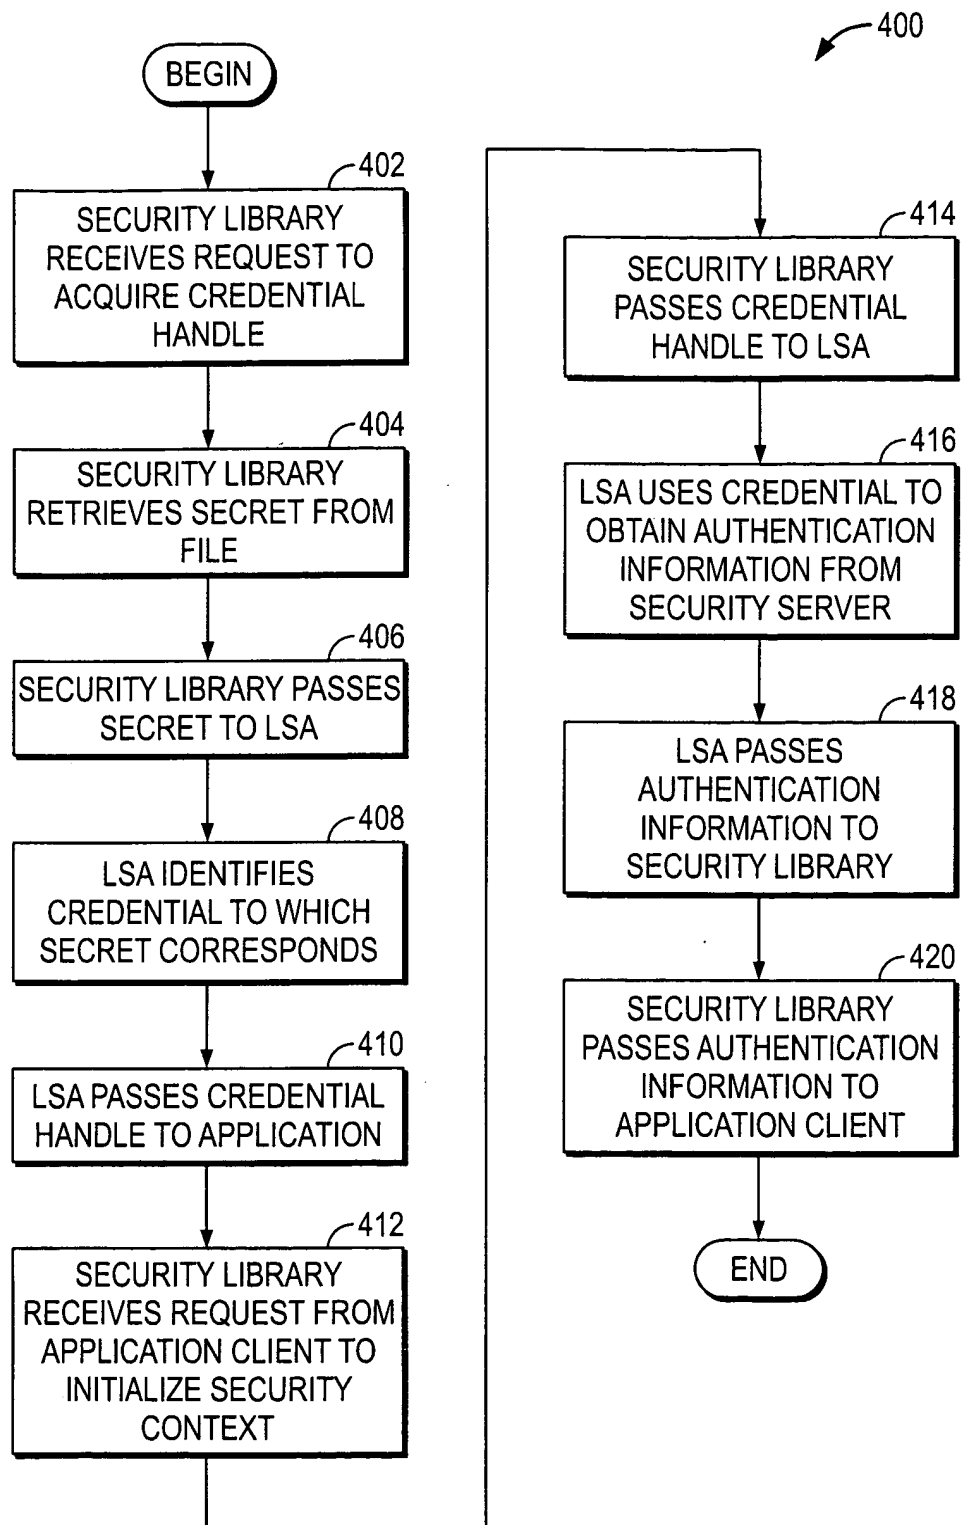 400
BEGIN
402
SECURITY LIBRARY
RECEIVES REQUEST TO
ACQUIRE CREDENTIAL
HANDLE
404
SECURITY LIBRARY
RETRIEVES SECRET FROM
FILE
406
SECURITY LIBRARY PASSES
SECRET TO LSA
408
LSA IDENTIFIES
CREDENTIAL TO WHICH
SECRET CORRESPONDS
410
LSA PASSES CREDENTIAL
HANDLE TO APPLICATION
412
SECURITY LIBRARY
RECEIVES REQUEST FROM
APPLICATION CLIENT TO
INITIALIZE SECURITY
CONTEXT
414
SECURITY LIBRARY
PASSES CREDENTIAL
HANDLE TO LSA
416
LSA USES CREDENTIAL TO
OBTAIN AUTHENTICATION
INFORMATION FROM
SECURITY SERVER
418
LSA PASSES
AUTHENTICATION
INFORMATION TO
SECURITY LIBRARY
420
SECURITY LIBRARY
PASSES AUTHENTICATION
INFORMATION TO
APPLICATION CLIENT
END